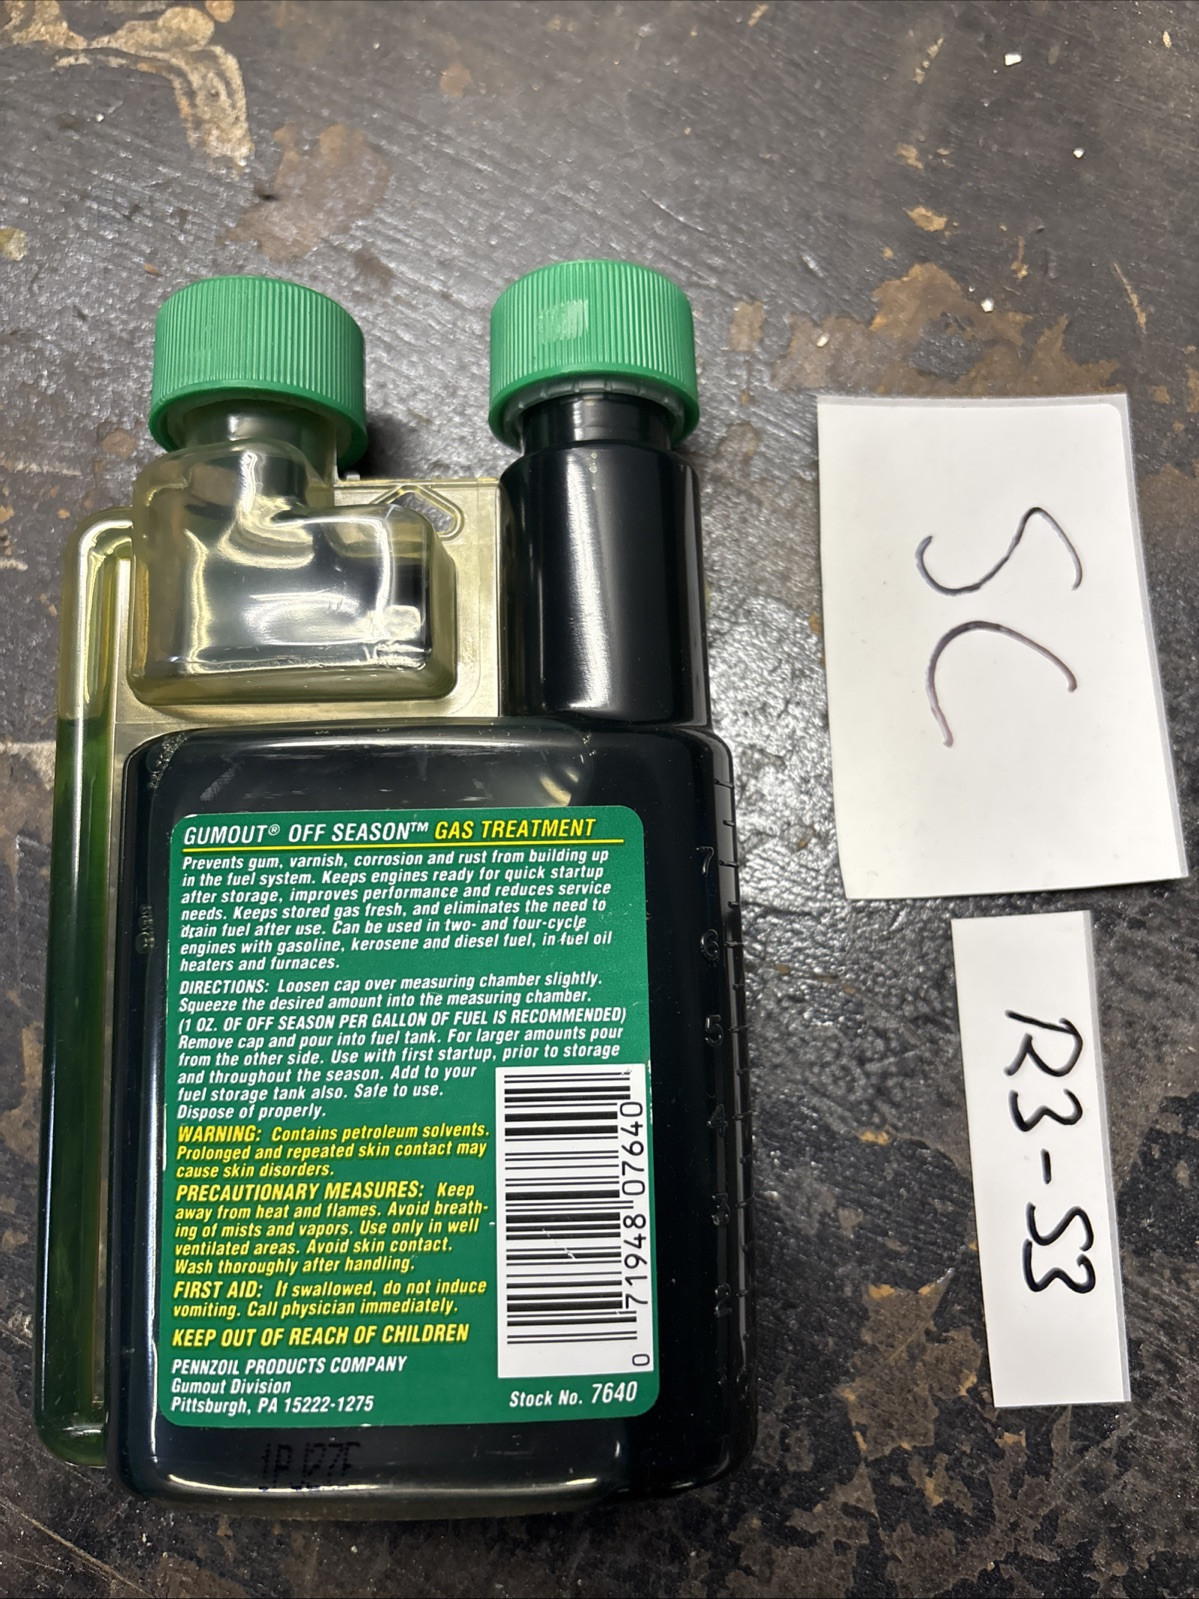 GUMOUT® OFF SEASON™ GAS TREATMENT
Prevents gum, varnish, corrosion and rust from building up
in the fuel system. Keeps engines ready for quick startup
after storage, improves performance and reduces service
needs. Keeps stored gas fresh, and eliminates the need to
drain fuel after use. Can be used in two- and four-cycle
engines with gasoline, kerosene and diesel fuel, in fuel oil
heaters and furnaces.
DIRECTIONS: Loosen cap over measuring chamber slightly.
Squeeze the desired amount into the measuring chamber.
(1 OZ. OF OFF SEASON PER GALLON OF FUEL IS RECOMMENDED)
Remove cap and pour into fuel tank. For larger amounts pour
from the other side. Use with first startup, prior to storage
and throughout the season. Add to your
fuel storage tank also. Safe to use.
Dispose of properly.
WARNING: Contains petroleum solvents.
Prolonged and repeated skin contact may
cause skin disorders.
PRECAUTIONARY MEASURES: Keep
away from heat and flames. Avoid breath-
ing of mists and vapors. Use only in well
ventilated areas. Avoid skin contact.
Wash thoroughly after handling.
FIRST AID: If swallowed, do not induce
vomiting. Call physician immediately.
KEEP OUT OF REACH OF CHILDREN
PENNZOIL PRODUCTS COMPANY
Gumout Division
Pittsburgh, PA 15222-1275
0 71948 07640
Stock No. 7640
7
6
5
4
3
2
SC
R3-S3